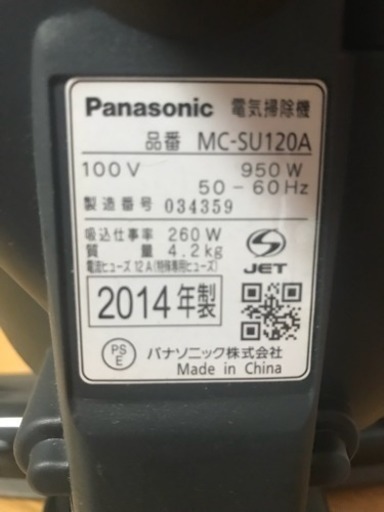 Panasonic 電気掃除機
品番 MC-SU120A
100V 950W
50-60Hz
製造番号 034359
吸込仕事率 260W
質量 4.2kg
電流ヒューズ 12A(特殊専用ヒューズ)
S JET
2014年製
PS E
パナソニック株式会社
Made in China